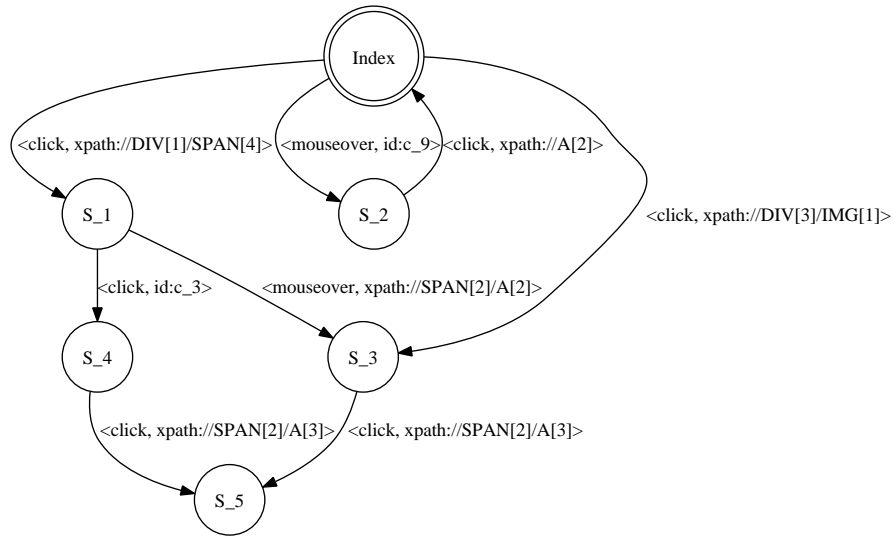 Index
<click, xpath://DIV[1]/SPAN[4]>
<mouseover, id:c_9>
<click, xpath://A[2]>
S_1
S_2
<click, xpath://DIV[3]/IMG[1]>
<click, id:c_3>
<mouseover, xpath://SPAN[2]/A[2]>
S_4
S_3
<click, xpath://SPAN[2]/A[3]>
<click, xpath://SPAN[2]/A[3]>
S_5